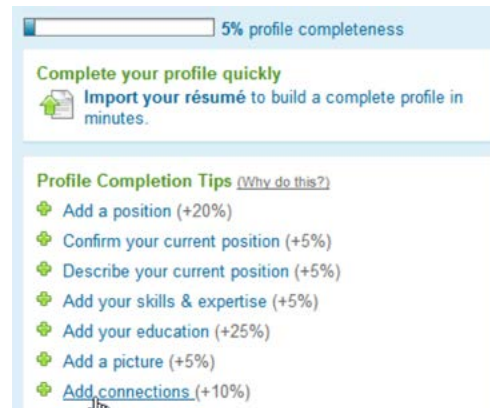 5% profile completeness
Complete your profile quickly
Import your résumé to build a complete profile in
minutes.
Profile Completion Tips (Why do this?)
Add a position (+20%)
Confirm your current position (+5%)
Describe your current position (+5%)
Add your skills & expertise (+5%)
Add your education (+25%)
Add a picture (+5%)
Add connections (+10%)